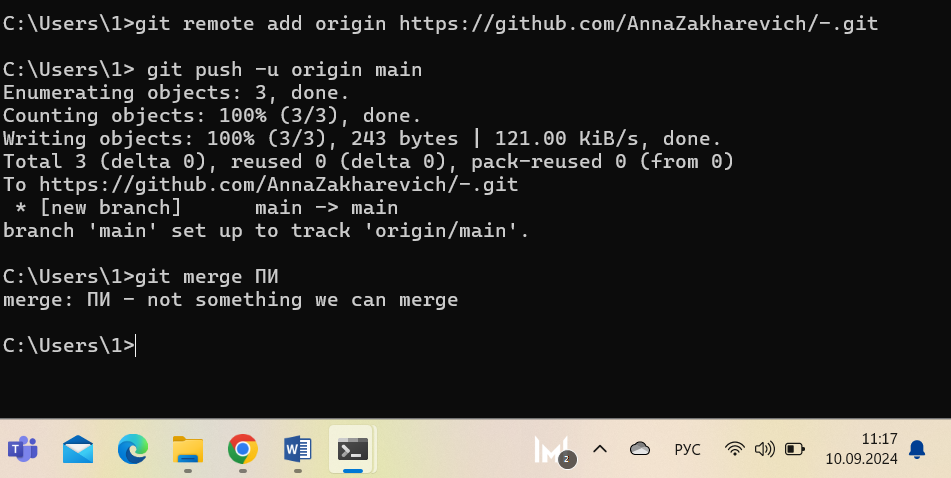 C:\Users\1>git remote add origin https://github.com/AnnaZakharevich/-.git
C:\Users\1> git push -u origin main
Enumerating objects: 3, done.
Counting objects: 100% (3/3), done.
Writing objects: 100% (3/3), 243 bytes | 121.00 KiB/s, done.
Total 3 (delta 0), reused 0 (delta 0), pack-reused 0 (from 0)
To https://github.com/AnnaZakharevich/-.git
 * [new branch]      main -> main
branch 'main' set up to track 'origin/main'.
C:\Users\1>git merge ПИ
merge: ПИ - not something we can merge
C:\Users\1>
2
РУС
11:17
10.09.2024